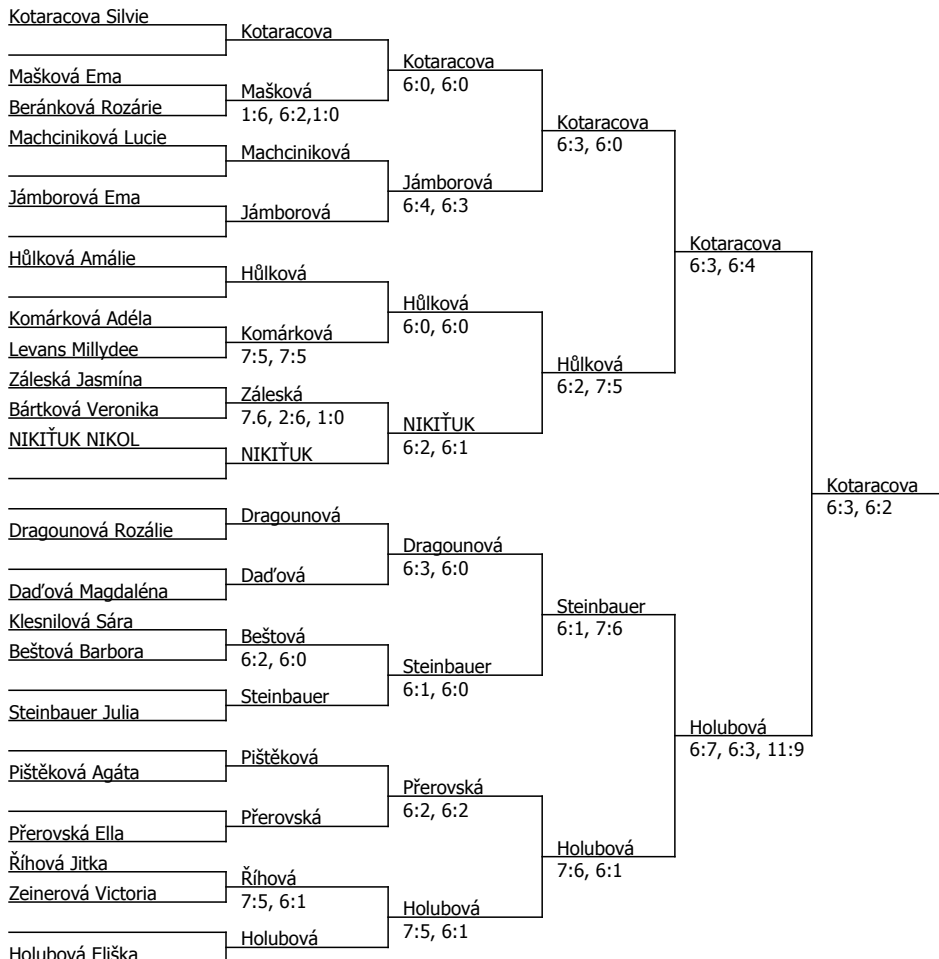 Kotaracova Silvie
Mašková Ema
Beránková Rozárie
Machciniková Lucie
Jámborová Ema
Hůlková Amálie
Komárková Adéla
Levans Millydee
Záleská Jasmína
Bártková Veronika
NIKIŤUK NIKOL
Dragounová Rozálie
Daďová Magdaléna
Klesnilová Sára
Beštová Barbora
Steinbauer Julia
Pištěková Agáta
Přerovská Ella
Říhová Jitka
Zeinerová Victoria
Holubová Eliška
Kotaracova
Mašková
1:6, 6:2,1:0
Machciniková
Jámborová
Hůlková
Komárková
7:5, 7:5
Záleská
7.6, 2:6, 1:0
NIKIŤUK
Dragounová
Daďová
Beštová
6:2, 6:0
Steinbauer
Pištěková
Přerovská
Říhová
7:5, 6:1
Holubová
Kotaracova
6:0, 6:0
Jámborová
6:4, 6:3
Hůlková
6:0, 6:0
NIKIŤUK
6:2, 6:1
Dragounová
6:3, 6:0
Steinbauer
6:1, 6:0
Přerovská
6:2, 6:2
Holubová
7:5, 6:1
Kotaracova
6:3, 6:0
Hůlková
6:2, 7:5
Steinbauer
6:1, 7:6
Holubová
7:6, 6:1
Kotaracova
6:3, 6:4
Holubová
6:7, 6:3, 11:9
Kotaracova
6:3, 6:2